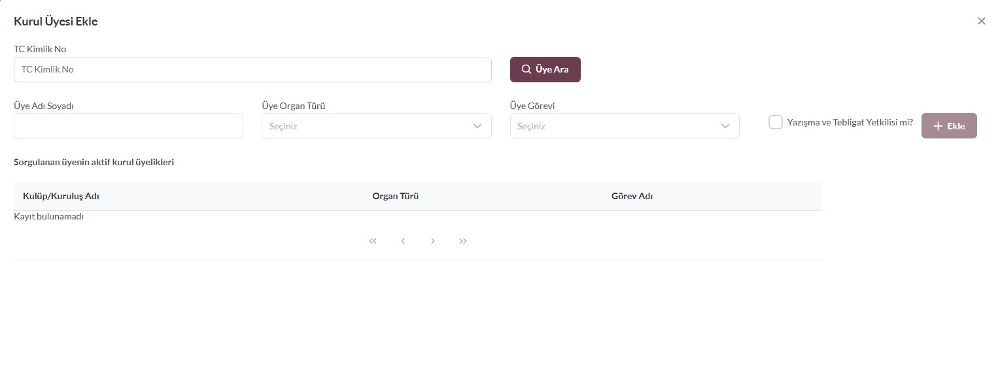 Kurul Üyesi Ekle
TC Kimlik No
TC Kimlik No
Üye Ara
Üye Adı Soyadı
Üye Organ Türü
Üye Görevi
Seçiniz
Seçiniz
Yazışma ve Tebligat Yetkilisi mi?
Ekle
Sorgulanan üyenin aktif kurul üyelikleri
Kulüp/Kuruluş Adı
Organ Türü
Görev Adı
Kayıt bulunamadı